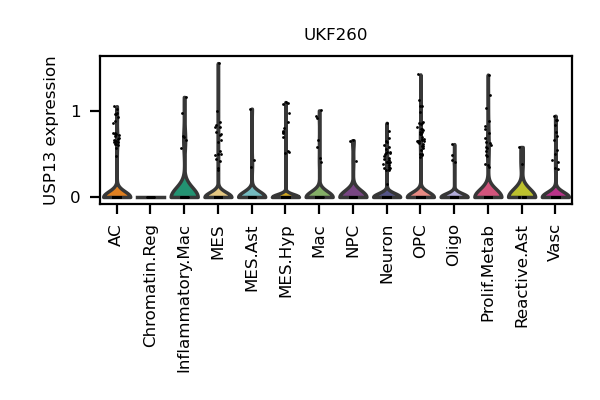 UKF260
USP13 expression
1
0
AC
Chromatin.Reg
Inflammatory.Mac
MES
MES.Ast
MES.Hyp
Mac
NPC
Neuron
OPC
Oligo
Prolif.Metab
Reactive.Ast
Vasc